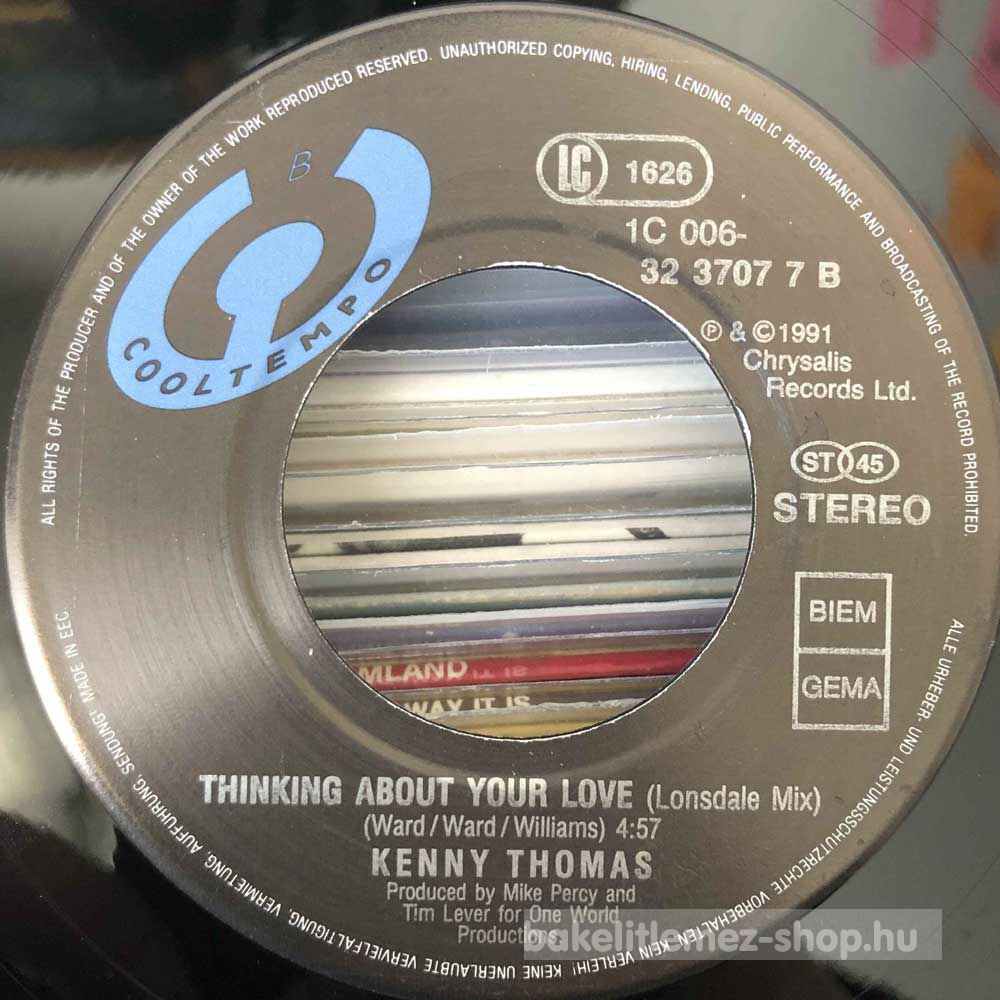 ALL RIGHTS OF THE PRODUCER AND OF THE OWNER OF THE WORK REPRODUCED RESERVED. UNAUTHORIZED COPYING, HIRING, LENDING, PUBLIC PERFORMANCE AND BROADCASTING OF THE RECORD PROHIBITED.
B
COOLTEMPO
LC 1626
1C 006-
32 3707 7 B
Ⓟ & ©1991
Chrysalis
Records Ltd.
ST 45
STEREO
BIEM
GEMA
MLAND IT IS
WAY IT IS
THINKING ABOUT YOUR LOVE (Lonsdale Mix)
(Ward/Ward/Williams) 4:57
KENNY THOMAS
Produced by Mike Percy and
Tim Lever for One World
Productions.
ALLE URHEBER- UND LEISTUNGSSCHUTZRECHTE VORBEHALTEN KEIN VERLEIH! KEINE UNERLAUBTE VERVIELFÄLTIGUNG, VERMIETUNG, AUFFÜHRUNG, SENDUNG! MADE IN EEC
bakelitlemez-shop.hu